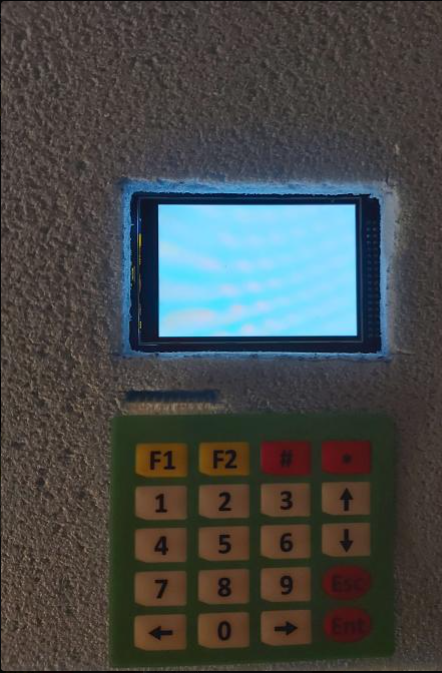 F1 F2 # *
1 2 3 ↑
4 5 6 ↓
7 8 9 Esc
← 0 → Ent